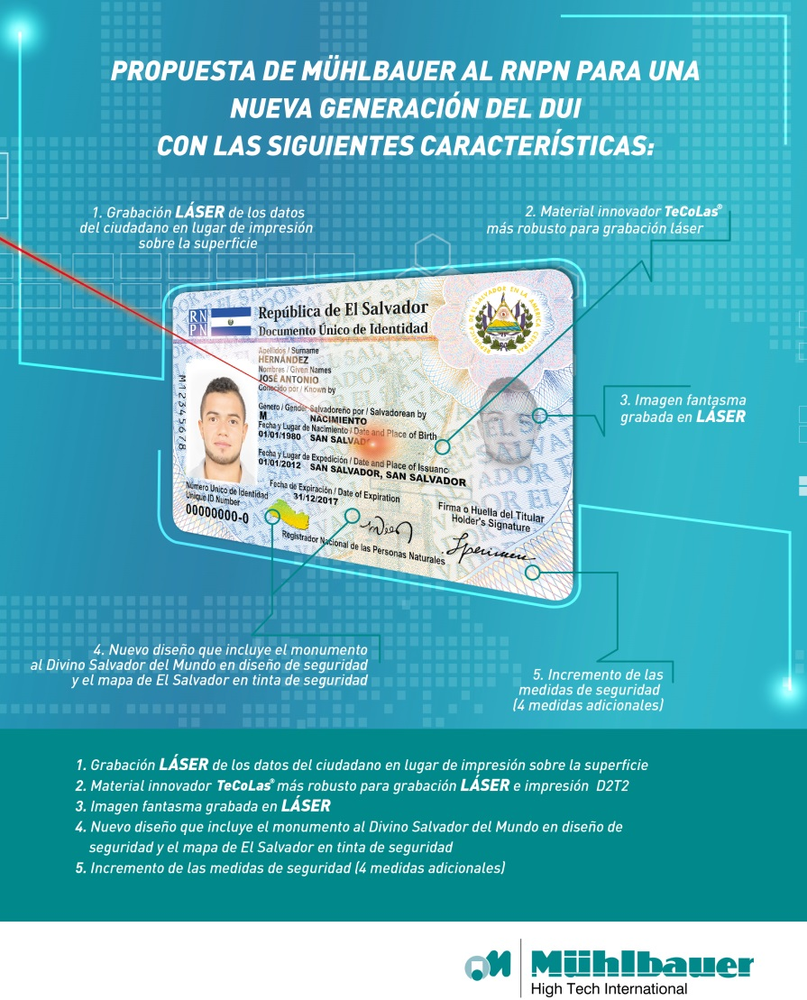 PROPUESTA DE MÜHLBAUER AL RNPN PARA UNA
NUEVA GENERACIÓN DEL DUI
CON LAS SIGUIENTES CARACTERÍSTICAS:
1. Grabación LÁSER de los datos
del ciudadano en lugar de impresión
sobre la superficie
2. Material innovador TeCoLas®
más robusto para grabación láser
RN
PN
República de El Salvador
Documento Único de Identidad
Apellidos / Surname
HERNÁNDEZ
Nombres / Given Names
JOSÉ ANTONIO
Conocido por / Known by
Genero / Gender Salvadoreño por / Salvadorean by
M NACIMIENTO
Fecha y Lugar de Nacimiento / Date and Place of Birth
01/01/1980 SAN SALVAD
Fecha y Lugar de Expedición / Date and Place of Issuanc
01/01/2012 SAN SALVADOR, SAN SALVADOR
Fecha de Expiración / Date of Expiration
31/12/2017
M12345678
Número Unico de Identidad
Unique ID Number
00000000-0
Registrador Nacional de las Personas Naturales
Firma o Huella del Titular
Holder's Signature
Specimen
3. Imagen fantasma
grabada en LÁSER
4. Nuevo diseño que incluye el monumento
al Divino Salvador del Mundo en diseño de seguridad
y el mapa de El Salvador en tinta de seguridad
5. Incremento de las
medidas de seguridad
(4 medidas adicionales)
1. Grabación LÁSER de los datos del ciudadano en lugar de impresión sobre la superficie
2. Material innovador TeCoLas® más robusto para grabación LÁSER e impresión D2T2
3. Imagen fantasma grabada en LÁSER
4. Nuevo diseño que incluye el monumento al Divino Salvador del Mundo en diseño de
seguridad y el mapa de El Salvador en tinta de seguridad
5. Incremento de las medidas de seguridad (4 medidas adicionales)
Mühlbauer
High Tech International